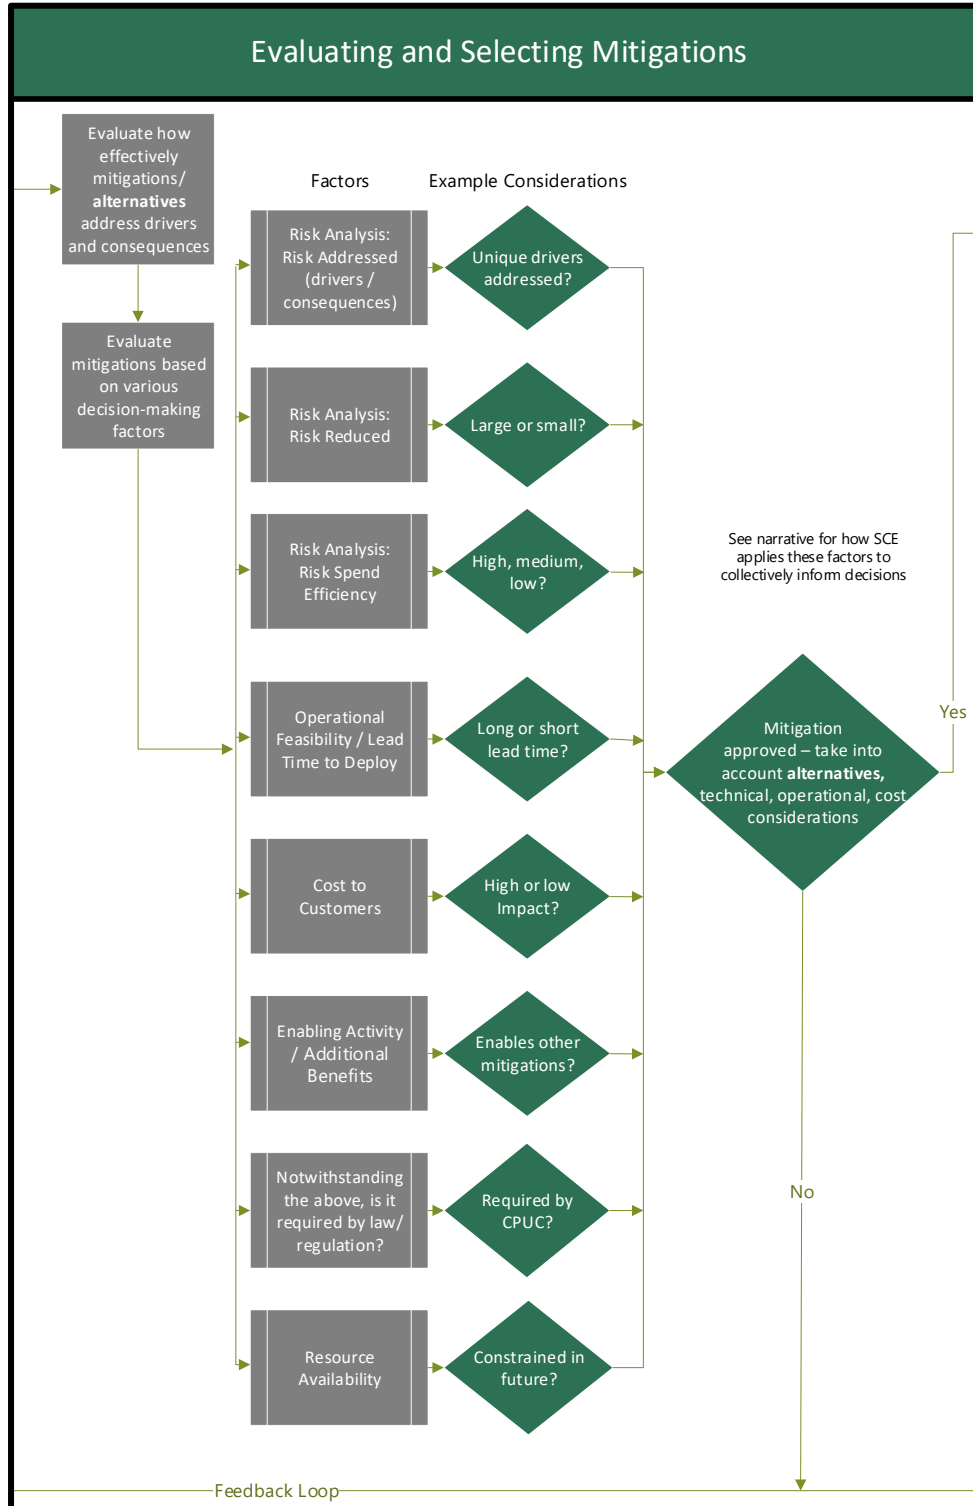 Evaluating and Selecting Mitigations
Evaluate how
effectively
mitigations/
alternatives
address drivers
and consequences
Evaluate
mitigations based
on various
decision-making
factors
Factors
Example Considerations
Risk Analysis:
Risk Addressed
(drivers /
consequences)
Unique drivers
addressed?
Risk Analysis:
Risk Reduced
Large or small?
Risk Analysis:
Risk Spend
Efficiency
High, medium,
low?
Operational
Feasibility / Lead
Time to Deploy
Long or short
lead time?
Cost to
Customers
High or low
Impact?
Enabling Activity
/ Additional
Benefits
Enables other
mitigations?
Notwithstanding
the above, is it
required by law/
regulation?
Required by
CPUC?
Resource
Availability
Constrained in
future?
See narrative for how SCE
applies these factors to
collectively inform decisions
Mitigation
approved – take into
account alternatives,
technical, operational, cost
considerations
Yes
No
Feedback Loop